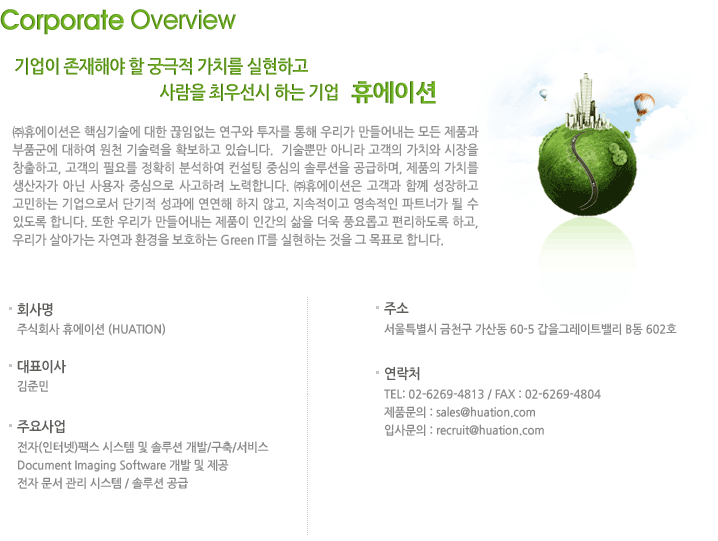 Corporate Overview
기업이 존재해야 할 궁극적 가치를 실현하고
사람을 최우선시 하는 기업 휴에이션
㈜휴에이션은 핵심기술에 대한 끊임없는 연구와 투자를 통해 우리가 만들어내는 모든 제품과
부품군에 대하여 원천 기술력을 확보하고 있습니다. 기술뿐만 아니라 고객의 가치와 시장을
창출하고, 고객의 필요를 정확히 분석하여 컨설팅 중심의 솔루션을 공급하며, 제품의 가치를
생산자가 아닌 사용자 중심으로 사고하려 노력합니다. ㈜휴에이션은 고객과 함께 성장하고
고민하는 기업으로서 단기적 성과에 연연해 하지 않고, 지속적이고 영속적인 파트너가 될 수
있도록 합니다. 또한 우리가 만들어내는 제품이 인간의 삶을 더욱 풍요롭고 편리하도록 하고,
우리가 살아가는 자연과 환경을 보호하는 Green IT를 실현하는 것을 그 목표로 합니다.
회사명
주식회사 휴에이션 (HUATION)
대표이사
김준민
주요사업
전자(인터넷)팩스 시스템 및 솔루션 개발/구축/서비스
Document Imaging Software 개발 및 제공
전자 문서 관리 시스템 / 솔루션 공급
주소
서울특별시 금천구 가산동 60-5 갑을그레이트밸리 B동 602호
연락처
TEL: 02-6269-4813 / FAX : 02-6269-4804
제품문의 : sales@huation.com
입사문의 : recruit@huation.com